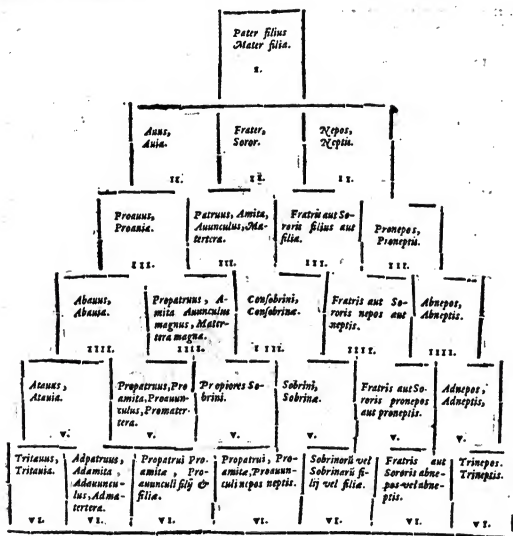 Pater filius
Mater filia.
I.
Auus,
Auia.
II.
Frater,
Soror.
II.
Nepos,
Neptis.
II.
Proauus,
Proauia.
III.
Patruus, Amita,
Auunculus, Ma-
tertera.
III.
Fratris aut So-
roris filius aut
filia.
III.
Pronepos,
Proneptis.
III.
Abauus,
Abauia.
IIII.
Propatruus, A-
mita Auunculus
magnus, Mater-
tera magna.
IIII.
Consobrini,
Consobrinæ.
IIII.
Fratris aut So-
roris nepos aut
neptis.
IIII.
Abnepos,
Abneptis.
IIII.
Atauus,
Atauia.
V.
Propatruus, Pro
amita, Proauun-
culus, Promater-
tera.
V.
Propiores So-
brini.
V.
Sobrini,
Sobrinæ.
V.
Fratris aut So-
roris pronepos
aut proneptis.
V.
Adnepos,
Adneptis,
V.
Tritauus,
Tritauia.
VI.
Adpatruus,
Adamita,
Adauuncu-
lus, Adma-
tertera.
VI.
Propatrui Pro
amitæ, Pro-
auunculi filij &
filiæ.
VI.
Propatrui, Pro-
amitæ, Proauun-
culi nepos neptis.
VI.
Sobrinorũ vel
Sobrinarũ fi-
lij vel filiæ.
VI.
Fratris aut
Sororis abne-
pos vel abne-
ptis.
VI.
Trinepos.
Trineptis.
VI.